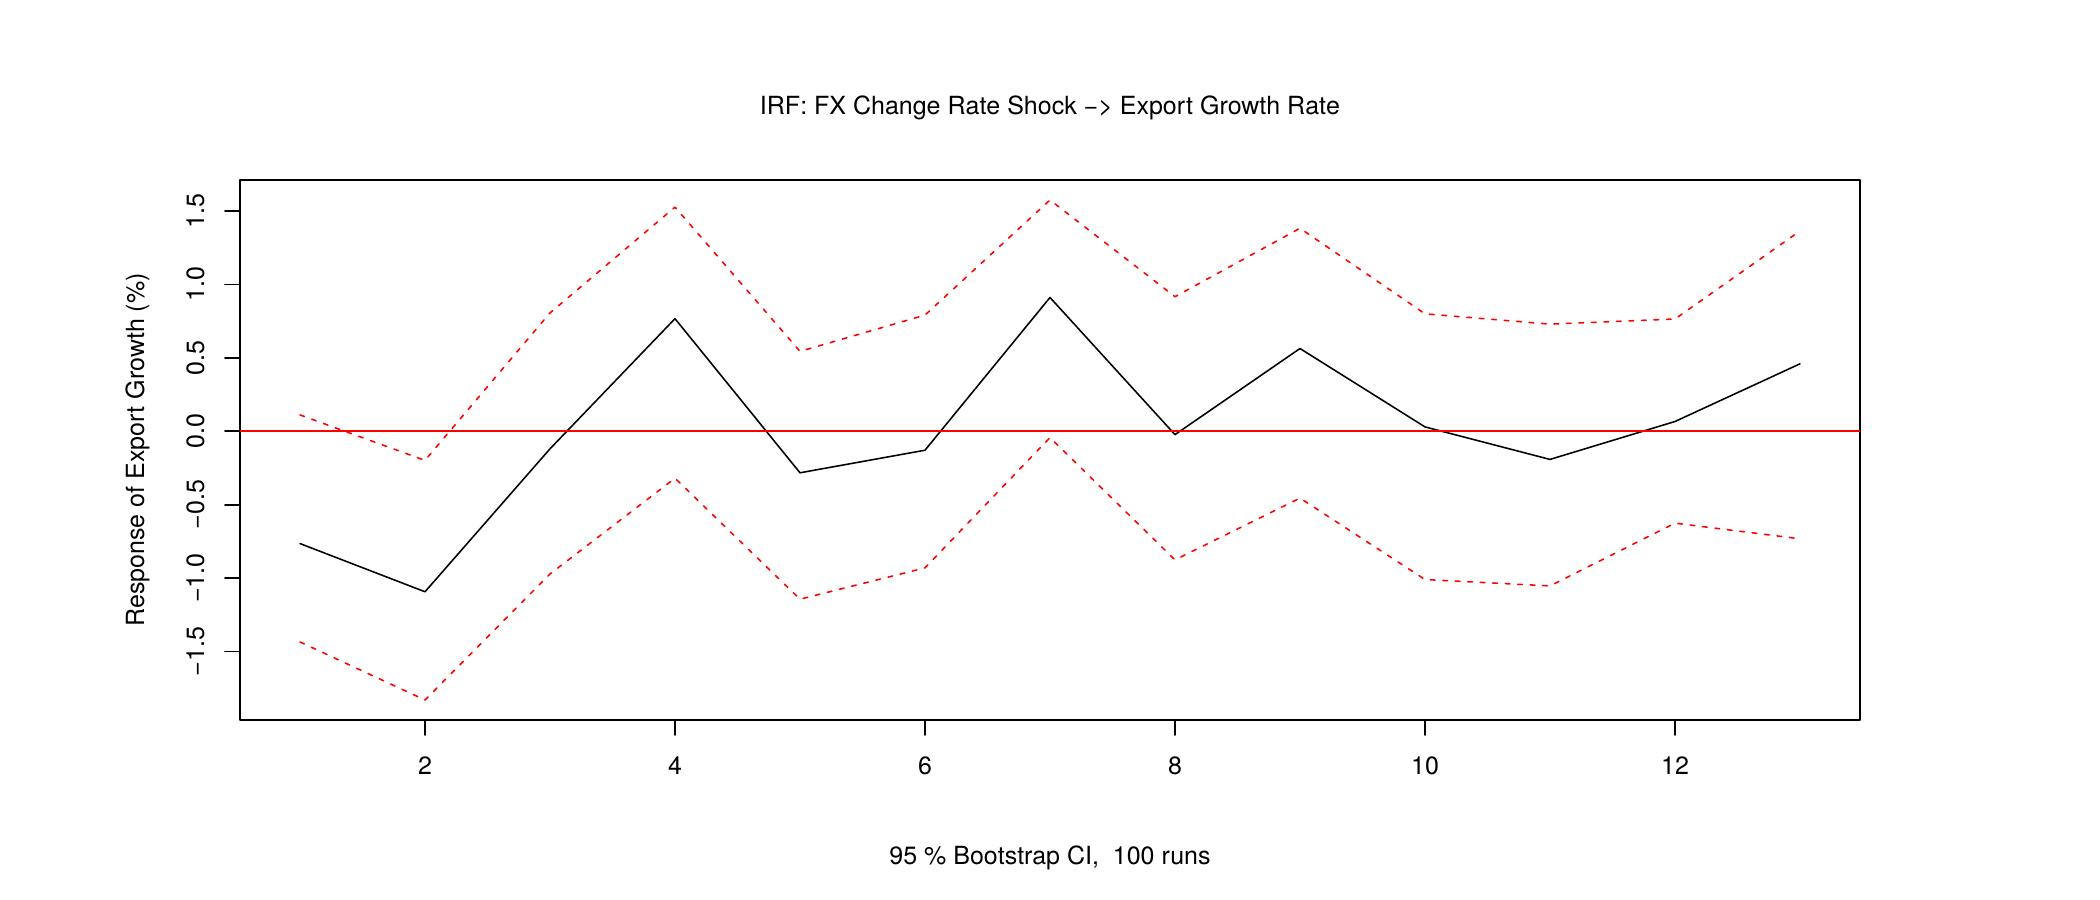 IRF: FX Change Rate Shock −> Export Growth Rate
Response of Export Growth (%)
1.5
1.0
0.5
0.0
−0.5
−1.0
−1.5
2 4 6 8 10 12
95 % Bootstrap CI,  100 runs